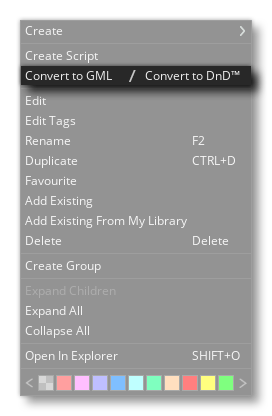 Create >
Create Script
Convert to GML / Convert to DnD™
Edit
Edit Tags
Rename F2
Duplicate CTRL+D
Favourite
Add Existing
Add Existing From My Library
Delete Delete
Create Group
Expand Children
Expand All
Collapse All
Open In Explorer SHIFT+O